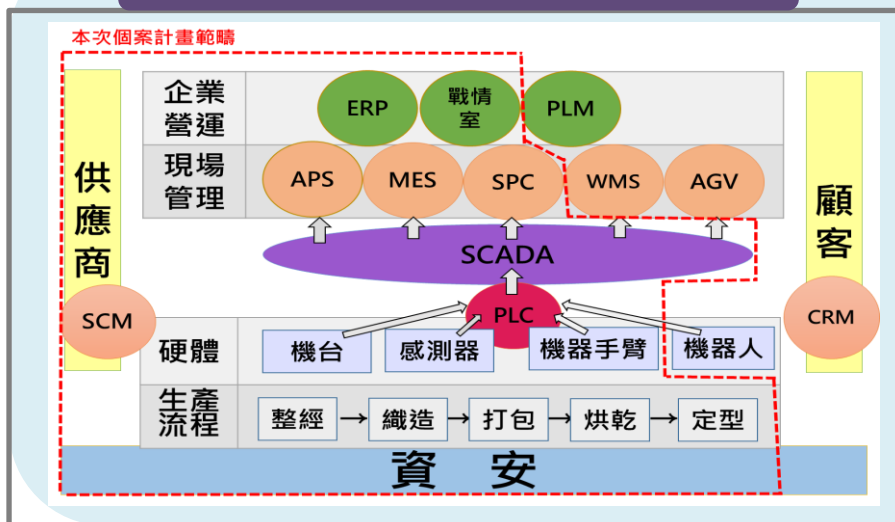 本次個案計畫範疇
供應商
企業營運
ERP
戰情室
PLM
現場管理
APS
MES
SPC
WMS
AGV
SCADA
PLC
SCM
硬體
機台
感測器
機器手臂
機器人
生產流程
整經→織造→打包→烘乾→定型
資安
顧客
CRM